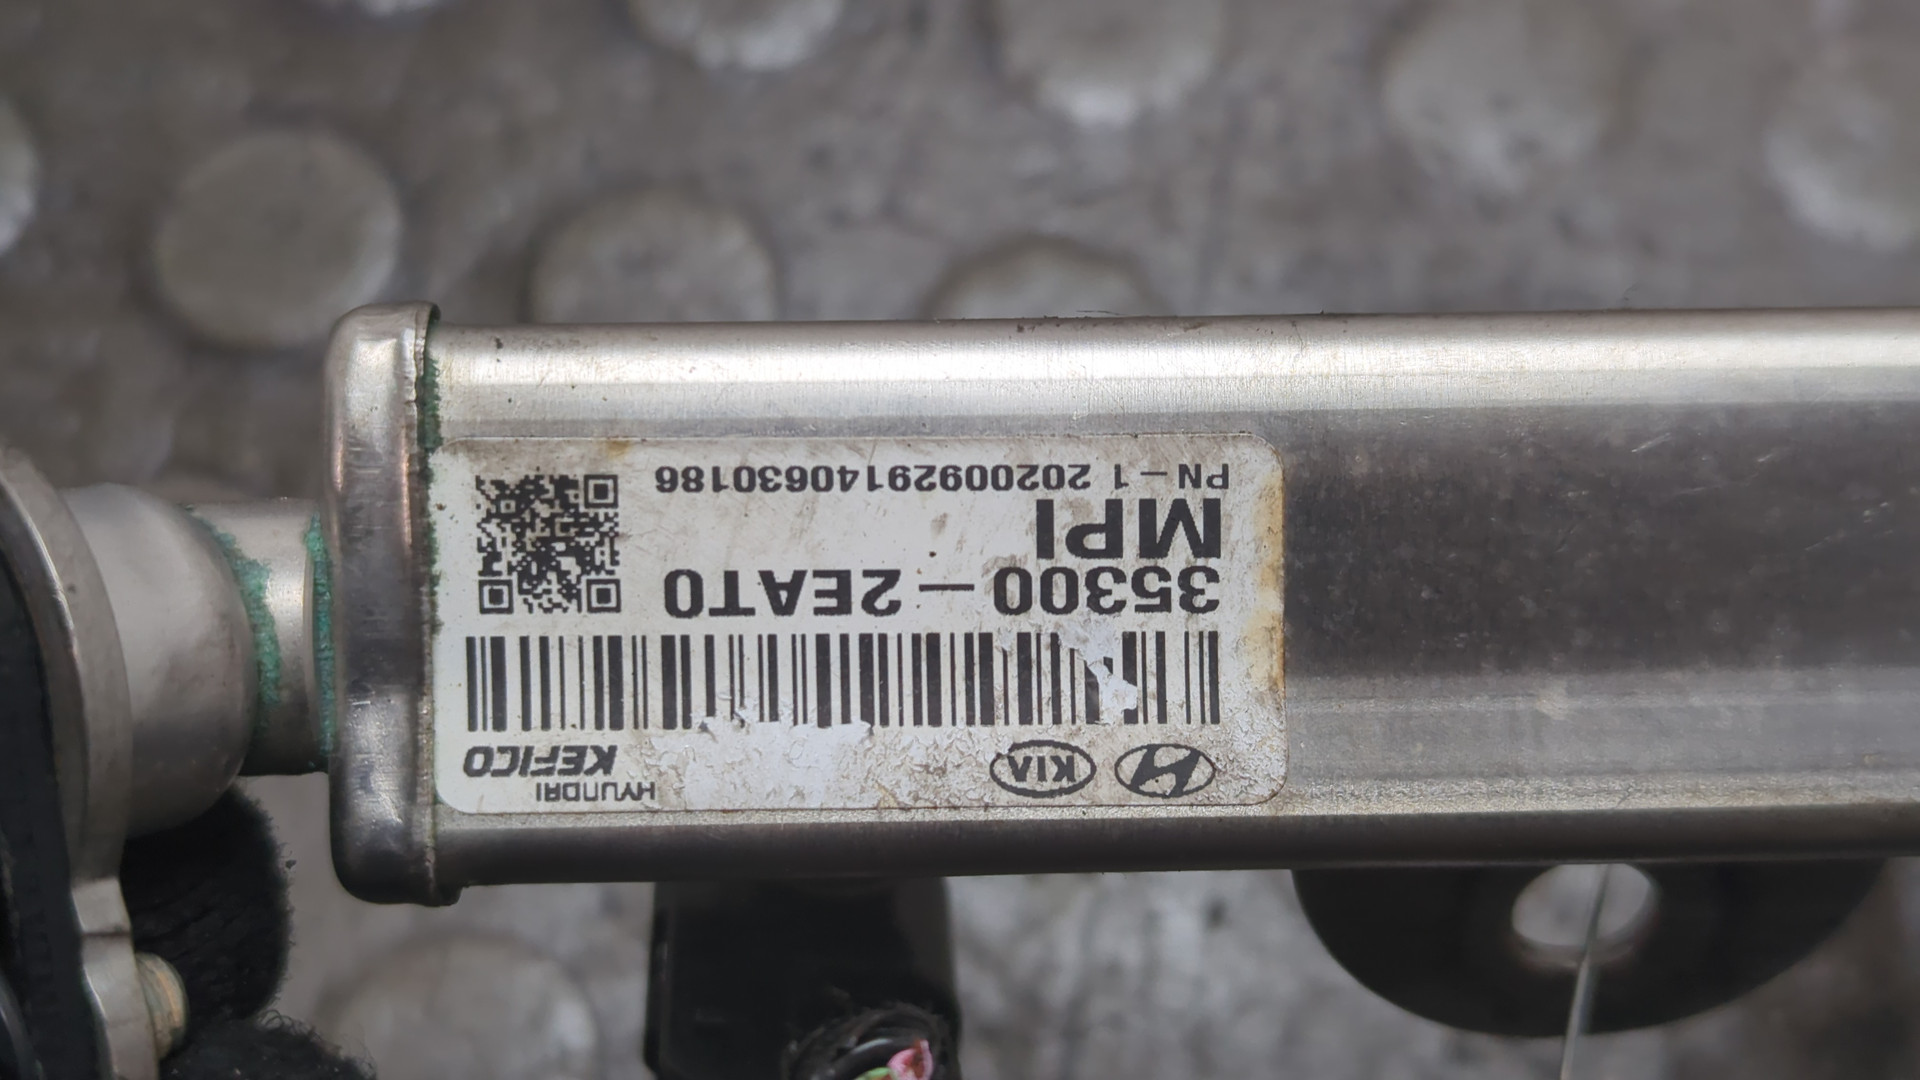 HYUNDAI
KEFICO
KIA
35300 - 2EAT0
MPI
PN - 1 20200929140630186